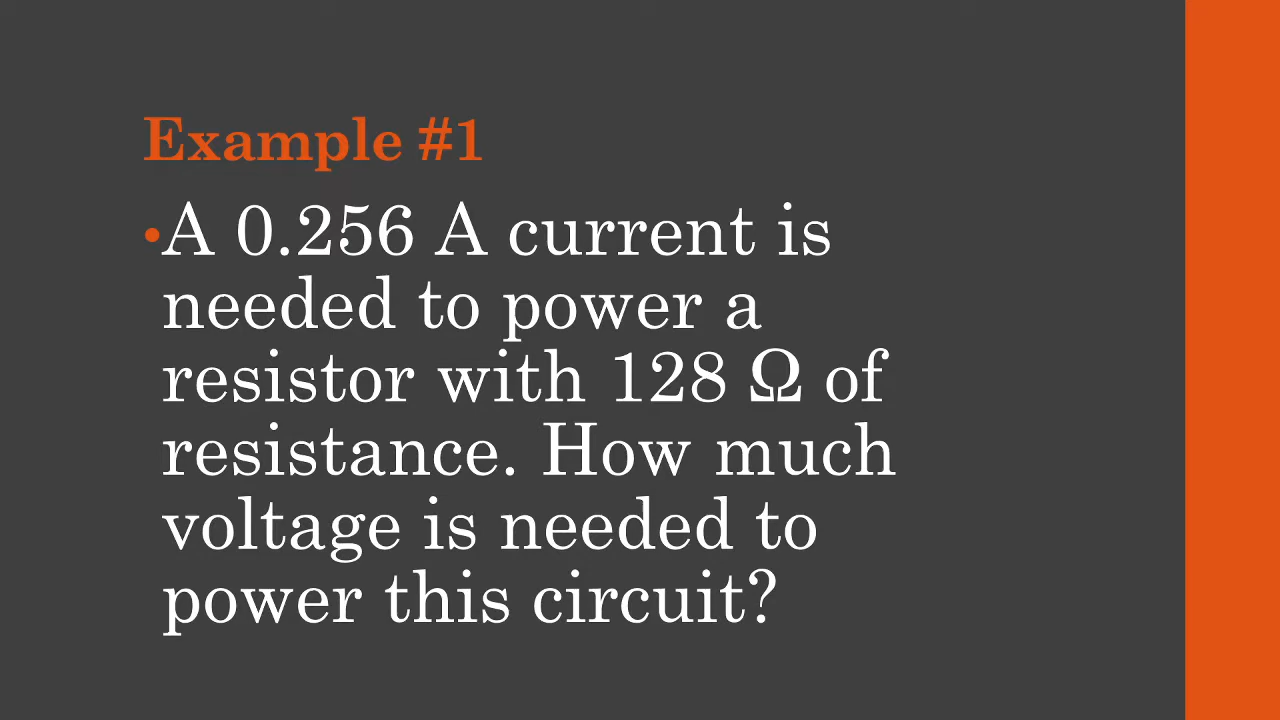 Example #1
•A 0.256 A current is
needed to power a
resistor with 128 Ω of
resistance. How much
voltage is needed to
power this circuit?